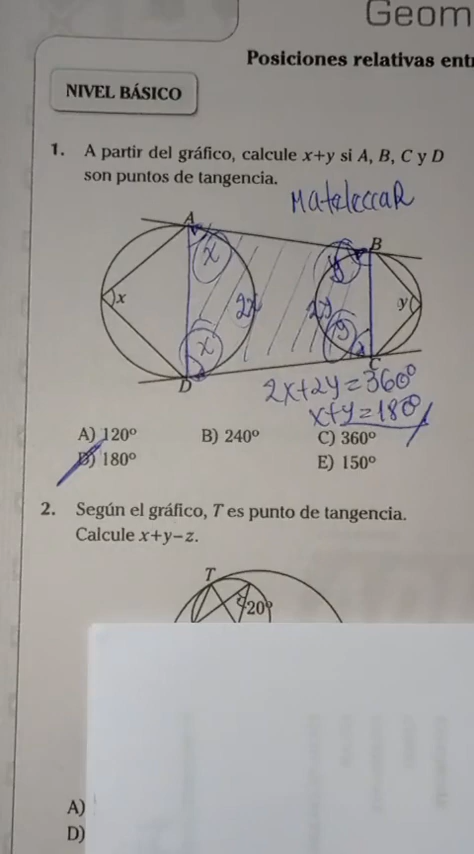 Geom
Posiciones relativas ent
NIVEL BÁSICO
1. A partir del gráfico, calcule x+y si A, B, C y D
son puntos de tangencia.
MateleccaR
A
B
x
x
y
y
2x
2y
x
y
C
D
2x+2y=360°
x+y=180°
A) 120°
B) 240°
C) 360°
D) 180°
E) 150°
2. Según el gráfico, T es punto de tangencia.
Calcule x+y−z.
T
20°
A)
D)